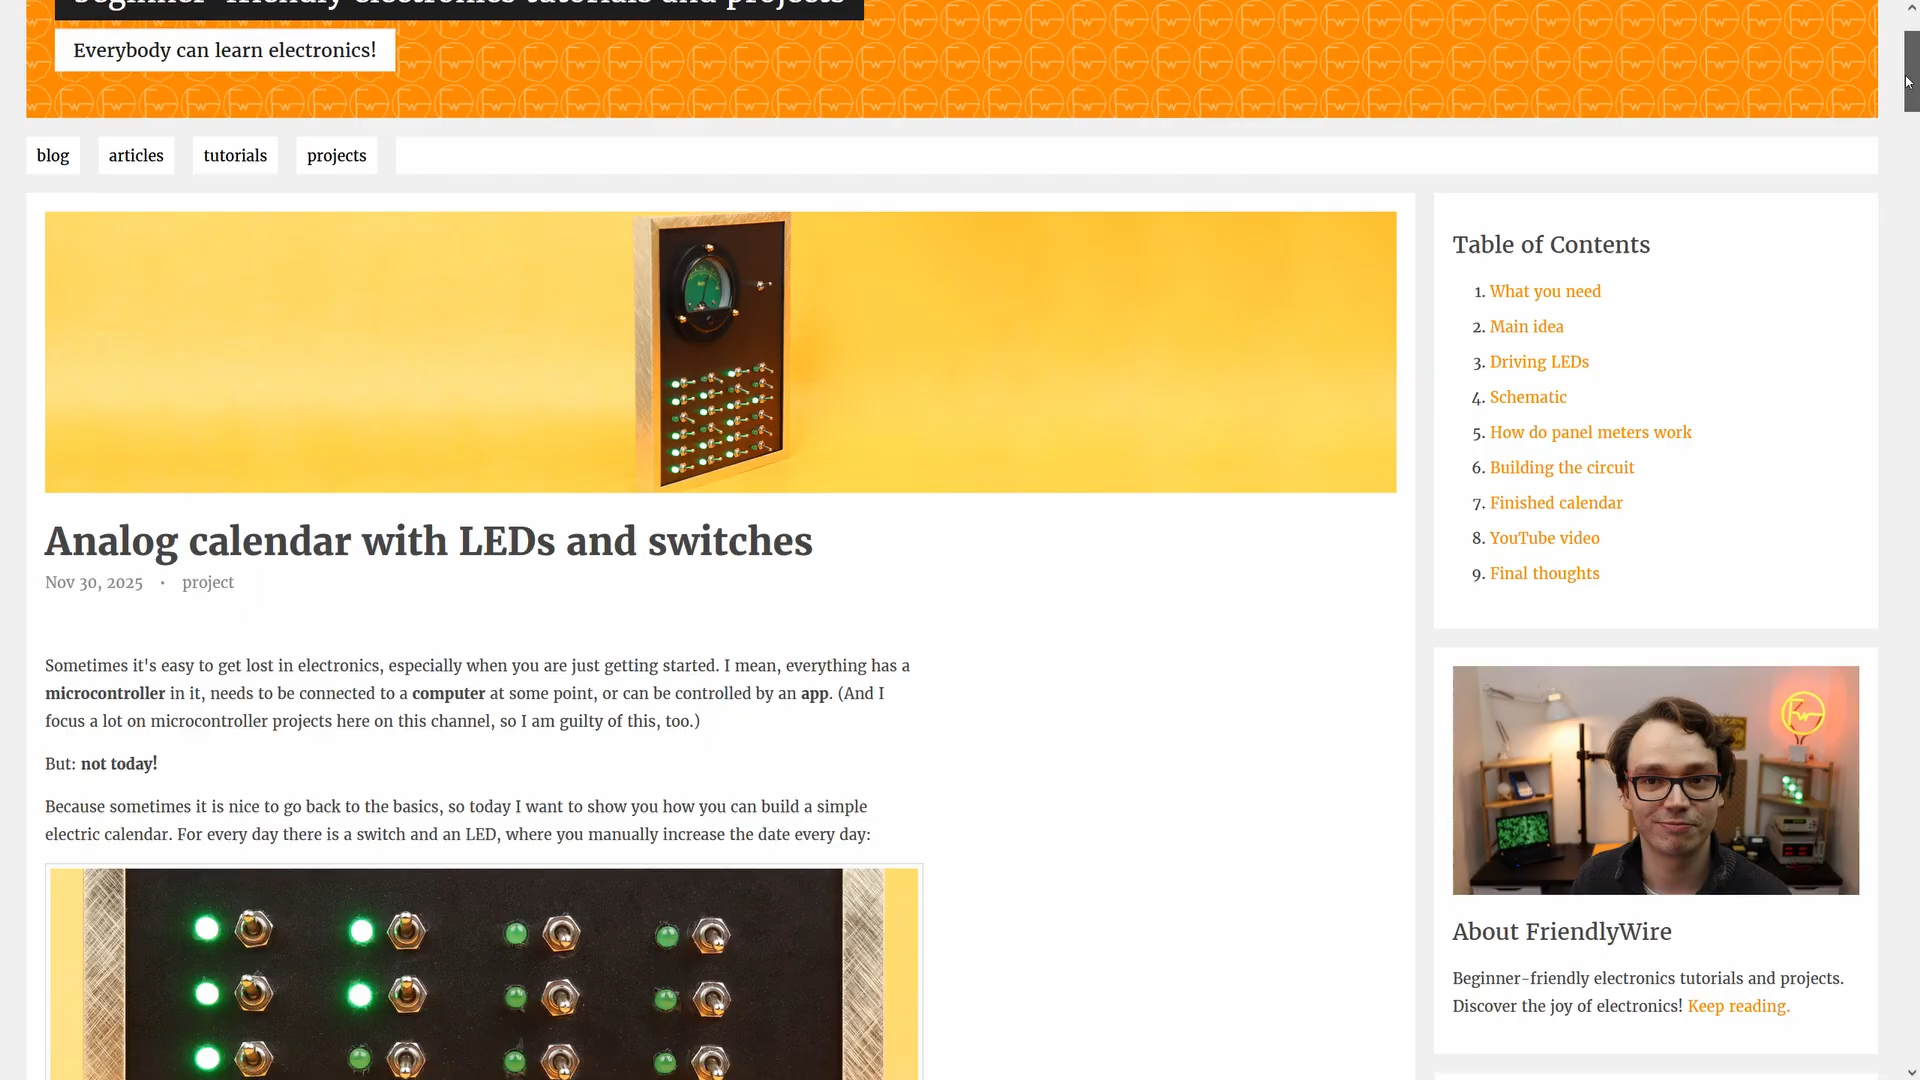 beginner-friendly electronics tutorials and projects
Everybody can learn electronics!
blog
articles
tutorials
projects
Analog calendar with LEDs and switches
Nov 30, 2025 • project
Sometimes it's easy to get lost in electronics, especially when you are just getting started. I mean, everything has a
microcontroller in it, needs to be connected to a computer at some point, or can be controlled by an app. (And I
focus a lot on microcontroller projects here on this channel, so I am guilty of this, too.)
But: not today!
Because sometimes it is nice to go back to the basics, so today I want to show you how you can build a simple
electric calendar. For every day there is a switch and an LED, where you manually increase the date every day:
Table of Contents
1. What you need
2. Main idea
3. Driving LEDs
4. Schematic
5. How do panel meters work
6. Building the circuit
7. Finished calendar
8. YouTube video
9. Final thoughts
Fw
About FriendlyWire
Beginner-friendly electronics tutorials and projects.
Discover the joy of electronics! Keep reading.